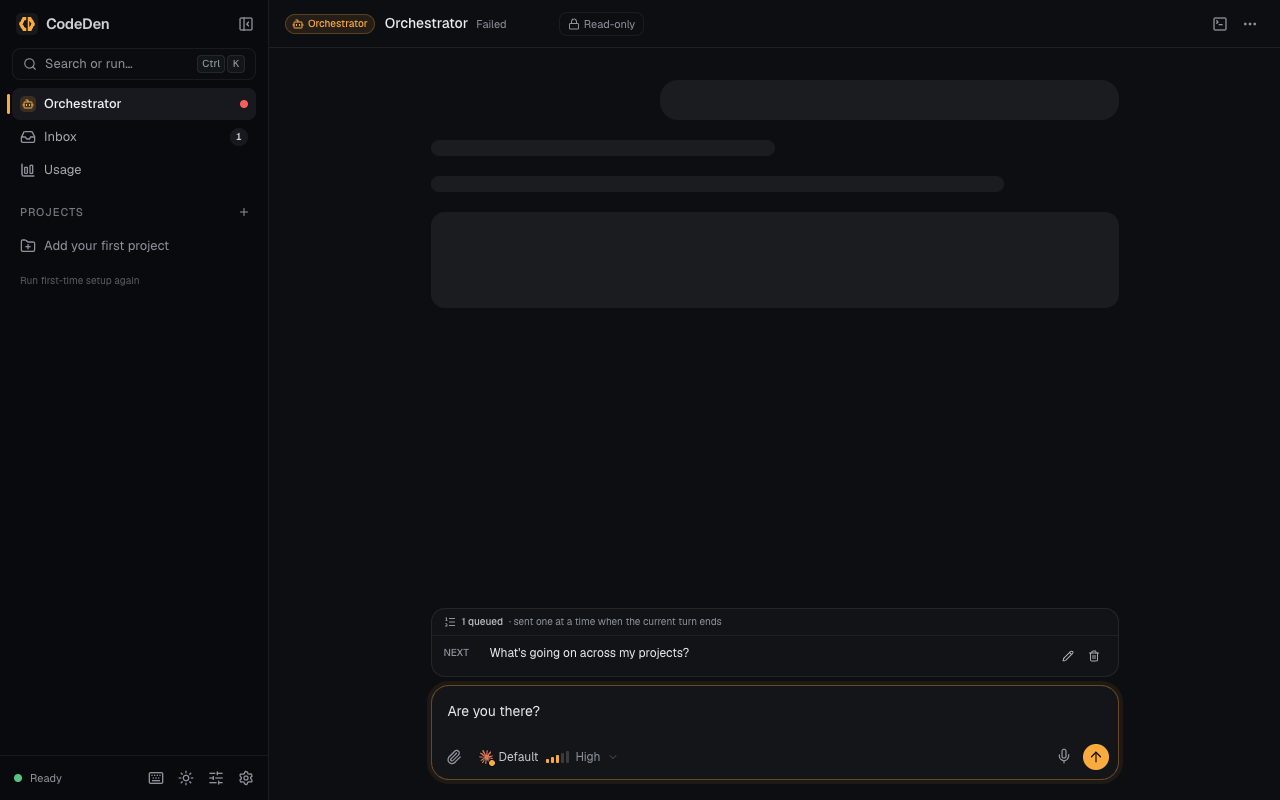 CodeDen
Search or run…
Ctrl K
Orchestrator
Inbox
1
Usage
PROJECTS
Add your first project
Run first-time setup again
Ready
Orchestrator
Orchestrator Failed
Read-only
1 queued · sent one at a time when the current turn ends
NEXT What's going on across my projects?
Are you there?
Default High